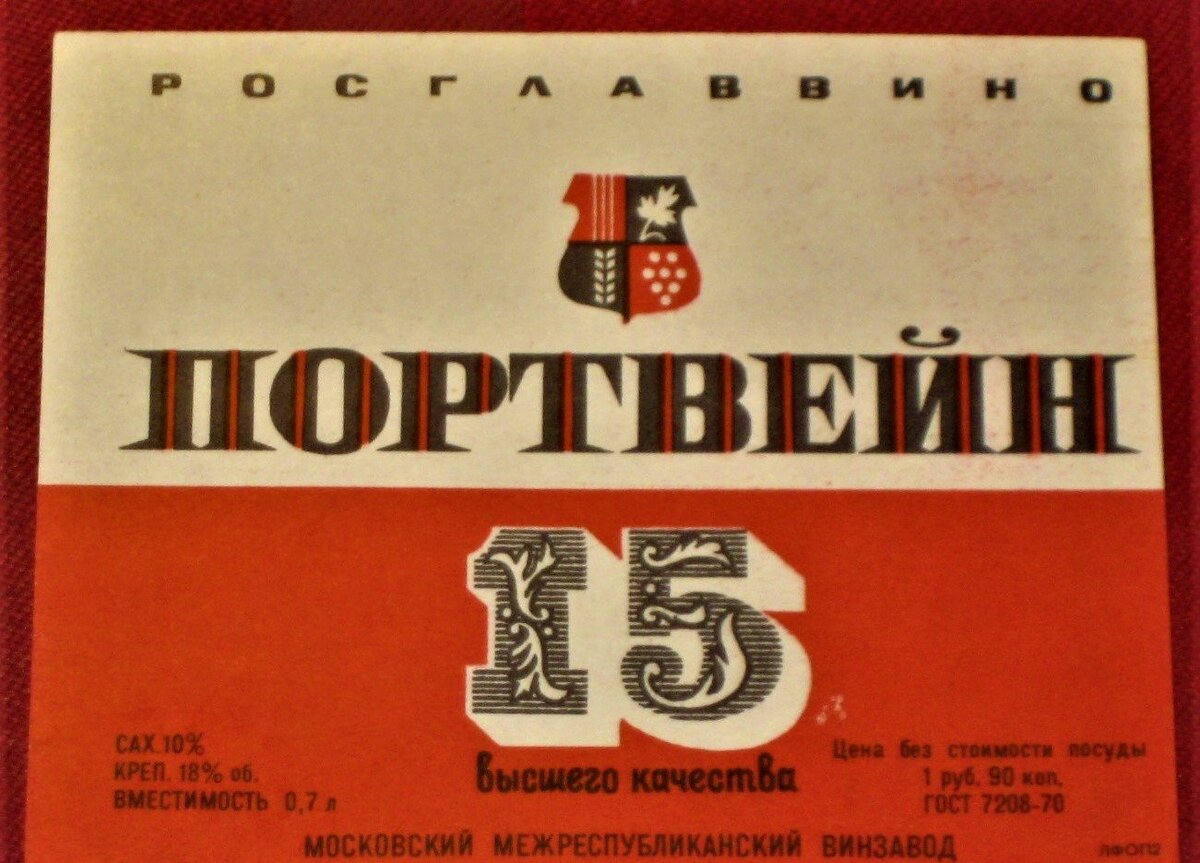 РОСГЛАВВИНО
ПОРТВЕЙН
15
высшего качества
САХ. 10%
КРЕП. 18% об.
ВМЕСТИМОСТЬ 0,7 л
Цена без стоимости посуды
1 руб. 90 коп.
ГОСТ 7208-70
МОСКОВСКИЙ МЕЖРЕСПУБЛИКАНСКИЙ ВИНЗАВОД
ЛФОП2